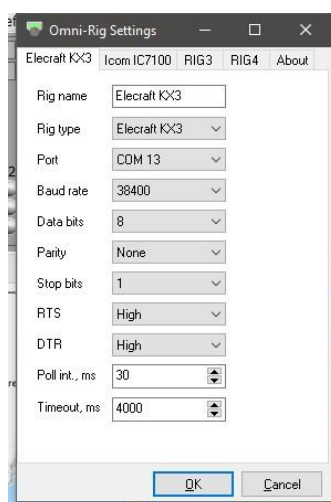 Omni-Rig Settings
Elecraft KX3 Icom IC7100 RIG3 RIG4 About
Rig name Elecraft KX3
Rig type Elecraft KX3
Port COM 13
Baud rate 38400
Data bits 8
Parity None
Stop bits 1
RTS High
DTR High
Poll int., ms 30
Timeout, ms 4000
OK Cancel